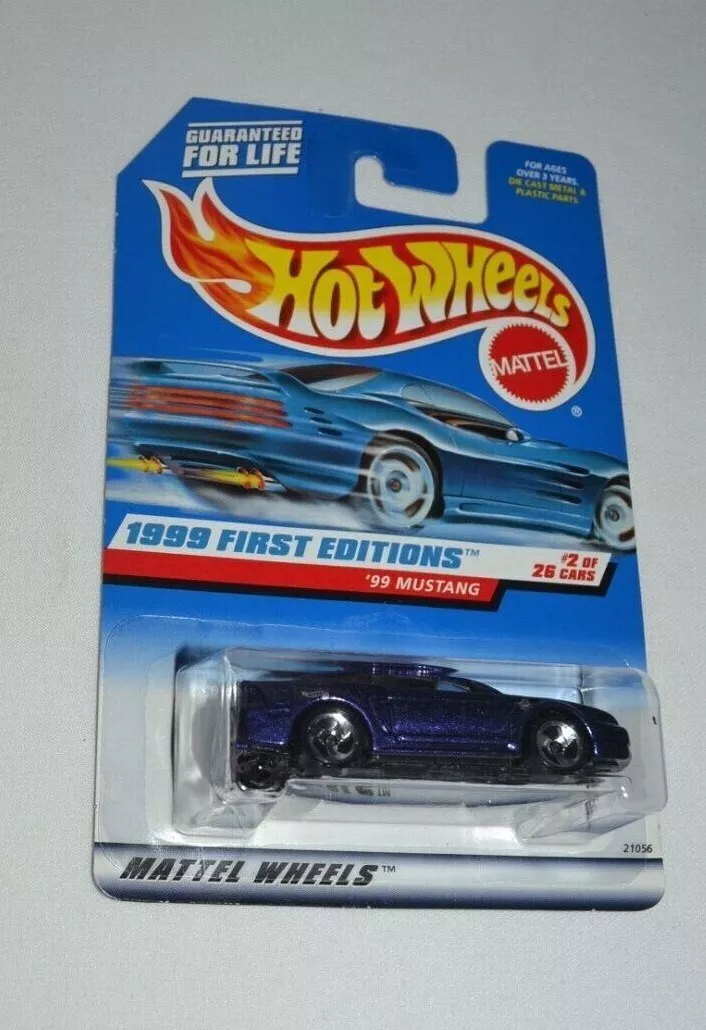 GUARANTEED
FOR LIFE
FOR AGES
OVER 3 YEARS.
DIE CAST METAL &
PLASTIC PARTS
HOT WHEELS
MATTEL
®
1999 FIRST EDITIONS™
#2 OF
26 CARS
'99 MUSTANG
21056
MATTEL WHEELS™